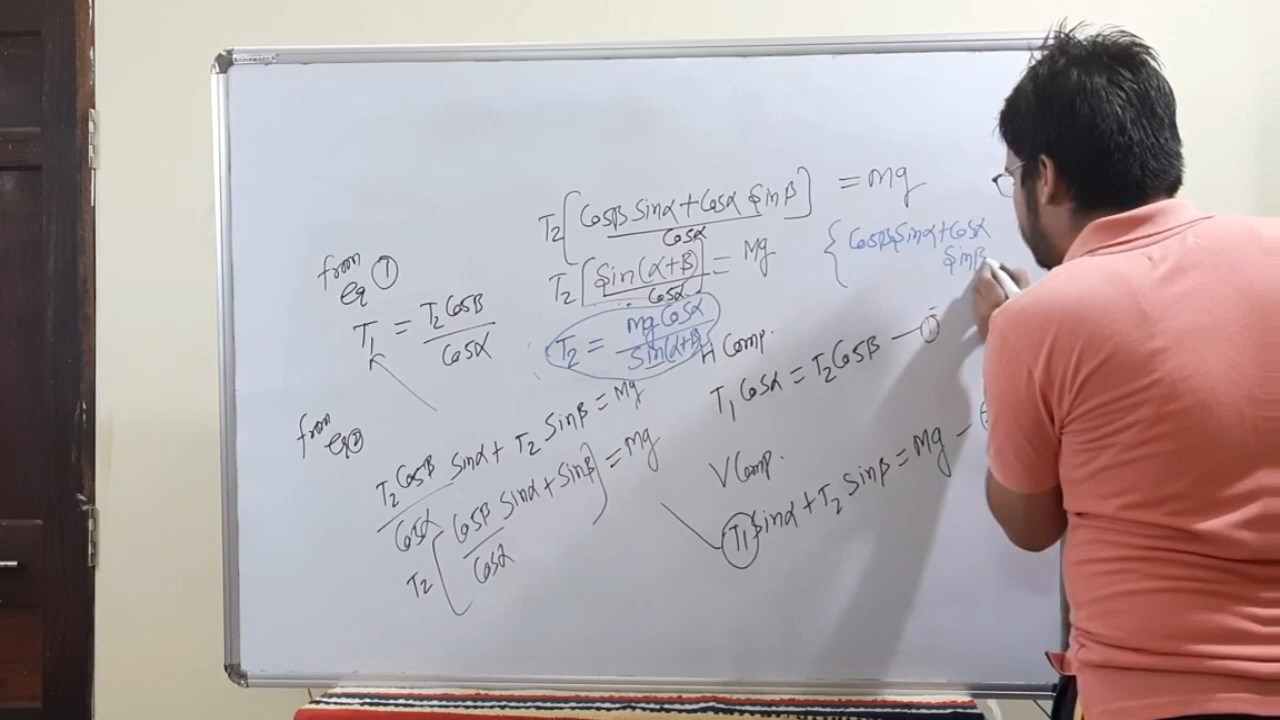 from
eq ①
T₁ = T₂ Cosβ / Cosα
from
eq ②
T₂ Cosβ / Cosα Sinα + T₂ Sinβ = Mg
T₂ [ Cosβ / Cosα Sinα + Sinβ ] = Mg
T₂ [ Cosβ Sinα + Cosα Sinβ / Cosα ] = Mg
T₂ [ Sin(α+β) / Cosα ] = Mg
T₂ = Mg Cosα / Sin(α+β)
{ Cosβ Sinα + Cosα
Sinβ
H Comp.
T₁ Cosα = T₂ Cosβ — ①
V Comp.
T₁ Sinα + T₂ Sinβ = Mg —